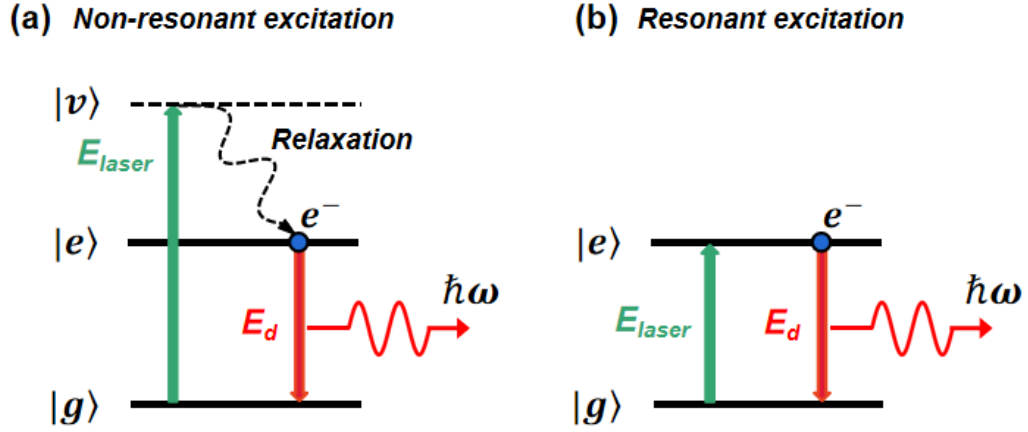 (a) Non-resonant excitation
|v⟩
E_laser
Relaxation
|e⟩
e⁻
E_d
ħω
|g⟩
(b) Resonant excitation
|e⟩
e⁻
E_laser
E_d
ħω
|g⟩